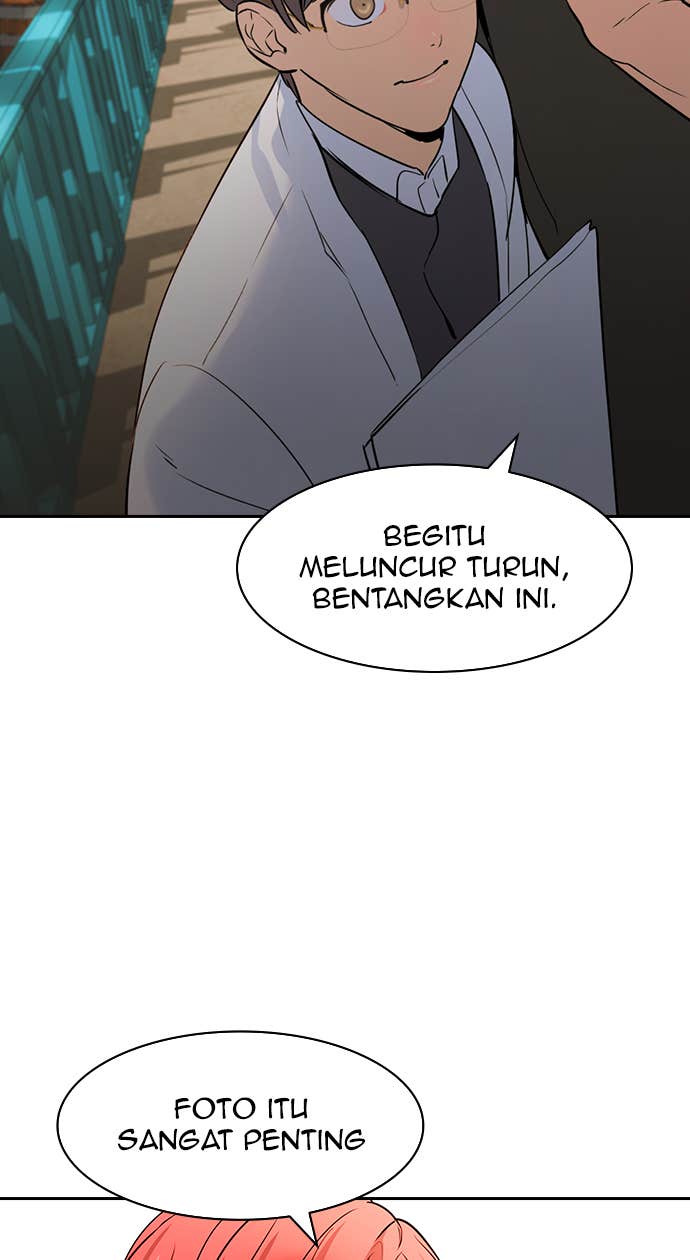 BEGITU
MELUNCUR TURUN,
BENTANGKAN INI.
FOTO ITU
SANGAT PENTING